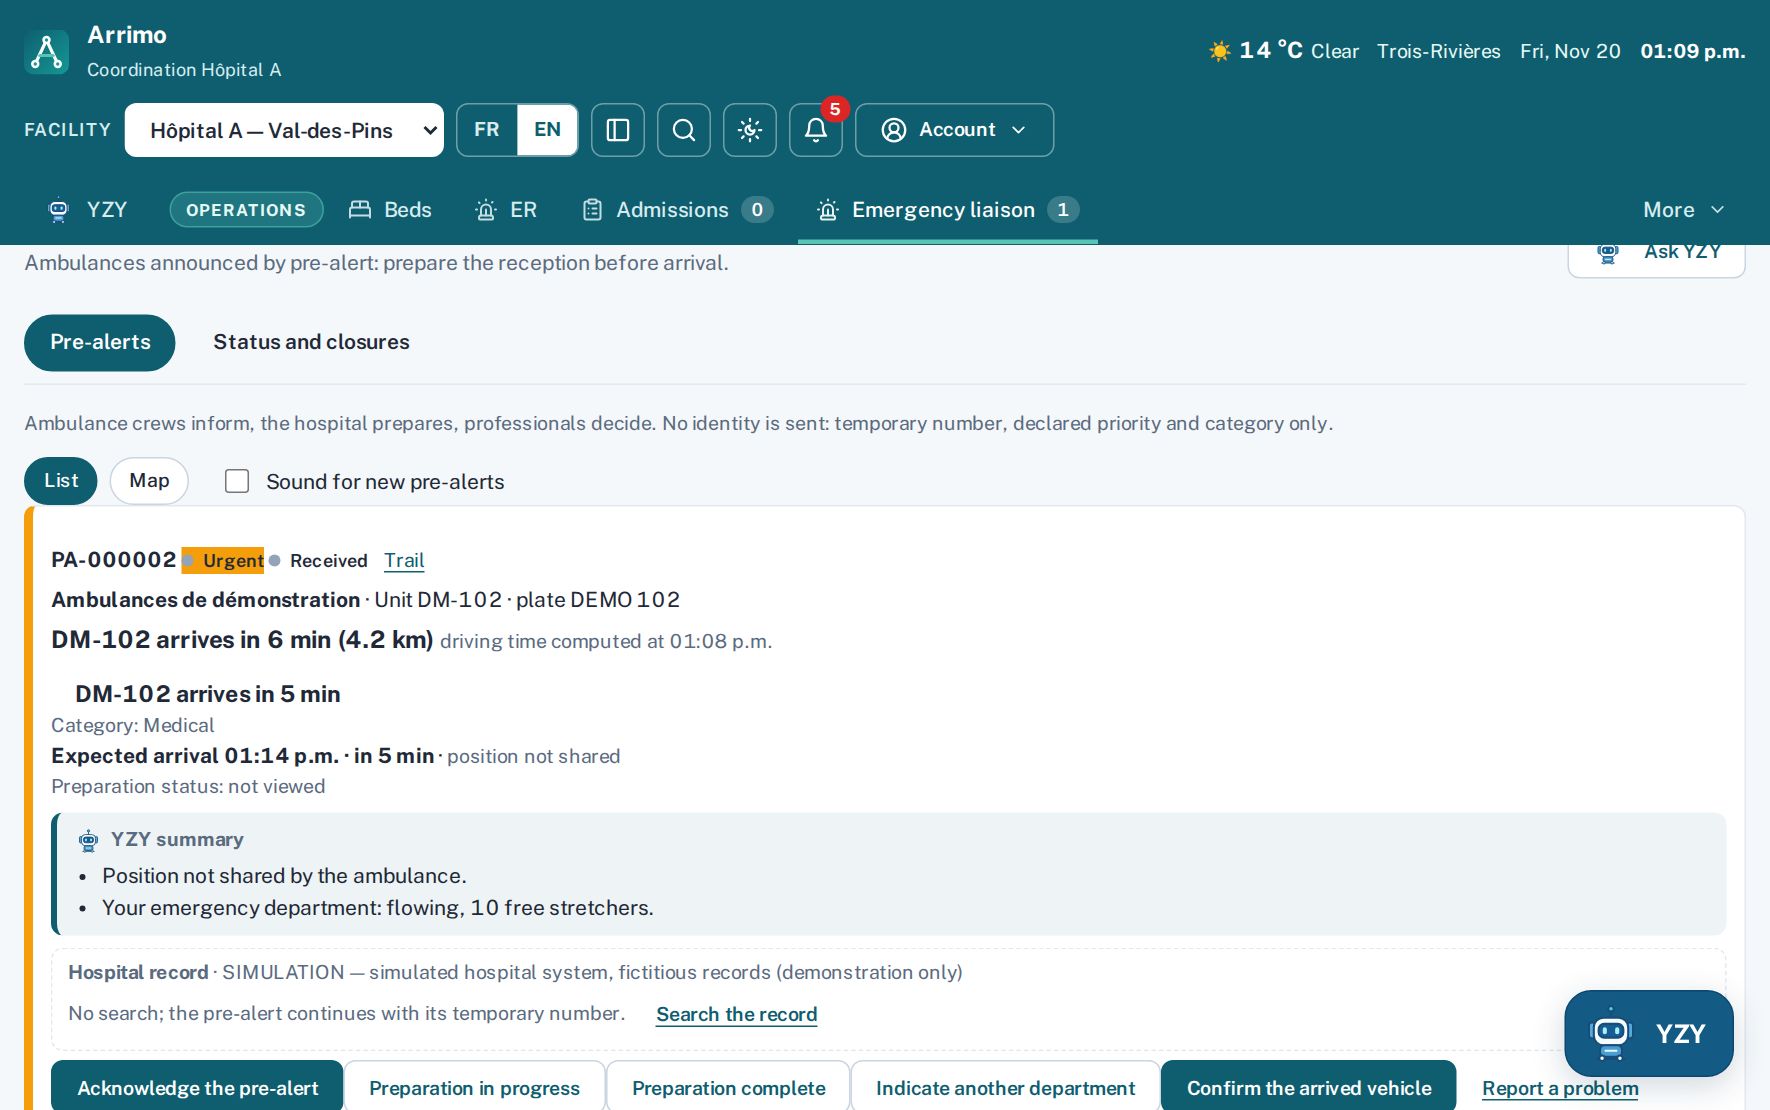 Arrimo
Coordination Hôpital A
14 °C Clear Trois-Rivières Fri, Nov 20 01:09 p.m.
FACILITY Hôpital A — Val-des-Pins FR EN 5 Account
YZY OPERATIONS Beds ER Admissions 0 Emergency liaison 1 More
Ambulances announced by pre-alert: prepare the reception before arrival.
Ask YZY
Pre-alerts Status and closures
Ambulance crews inform, the hospital prepares, professionals decide. No identity is sent: temporary number, declared priority and category only.
List Map Sound for new pre-alerts
PA-000002 Urgent Received Trail
Ambulances de démonstration · Unit DM-102 · plate DEMO 102
DM-102 arrives in 6 min (4.2 km) driving time computed at 01:08 p.m.
DM-102 arrives in 5 min
Category: Medical
Expected arrival 01:14 p.m. · in 5 min · position not shared
Preparation status: not viewed
YZY summary
• Position not shared by the ambulance.
• Your emergency department: flowing, 10 free stretchers.
Hospital record · SIMULATION — simulated hospital system, fictitious records (demonstration only)
No search; the pre-alert continues with its temporary number. Search the record
YZY
Acknowledge the pre-alert Preparation in progress Preparation complete Indicate another department Confirm the arrived vehicle Report a problem